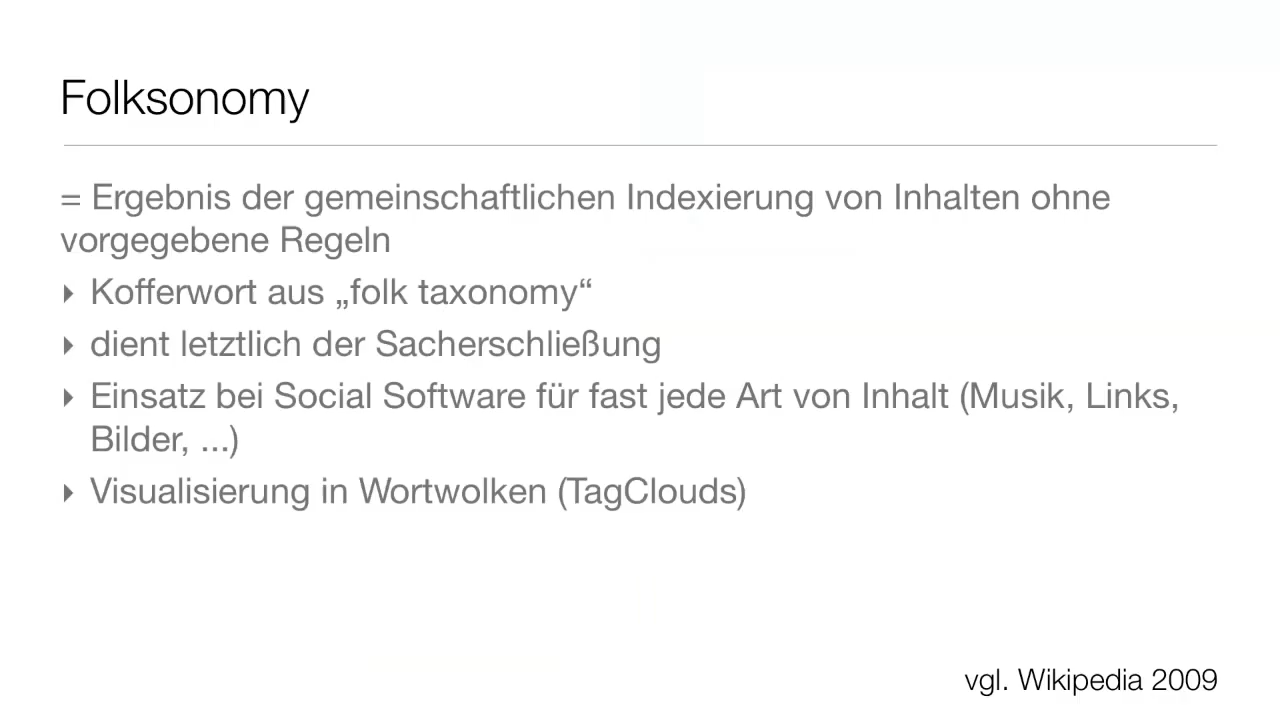 Folksonomy
= Ergebnis der gemeinschaftlichen Indexierung von Inhalten ohne
vorgegebene Regeln
‣ Kofferwort aus „folk taxonomy“
‣ dient letztlich der Sacherschließung
‣ Einsatz bei Social Software für fast jede Art von Inhalt (Musik, Links,
Bilder, ...)
‣ Visualisierung in Wortwolken (TagClouds)
vgl. Wikipedia 2009